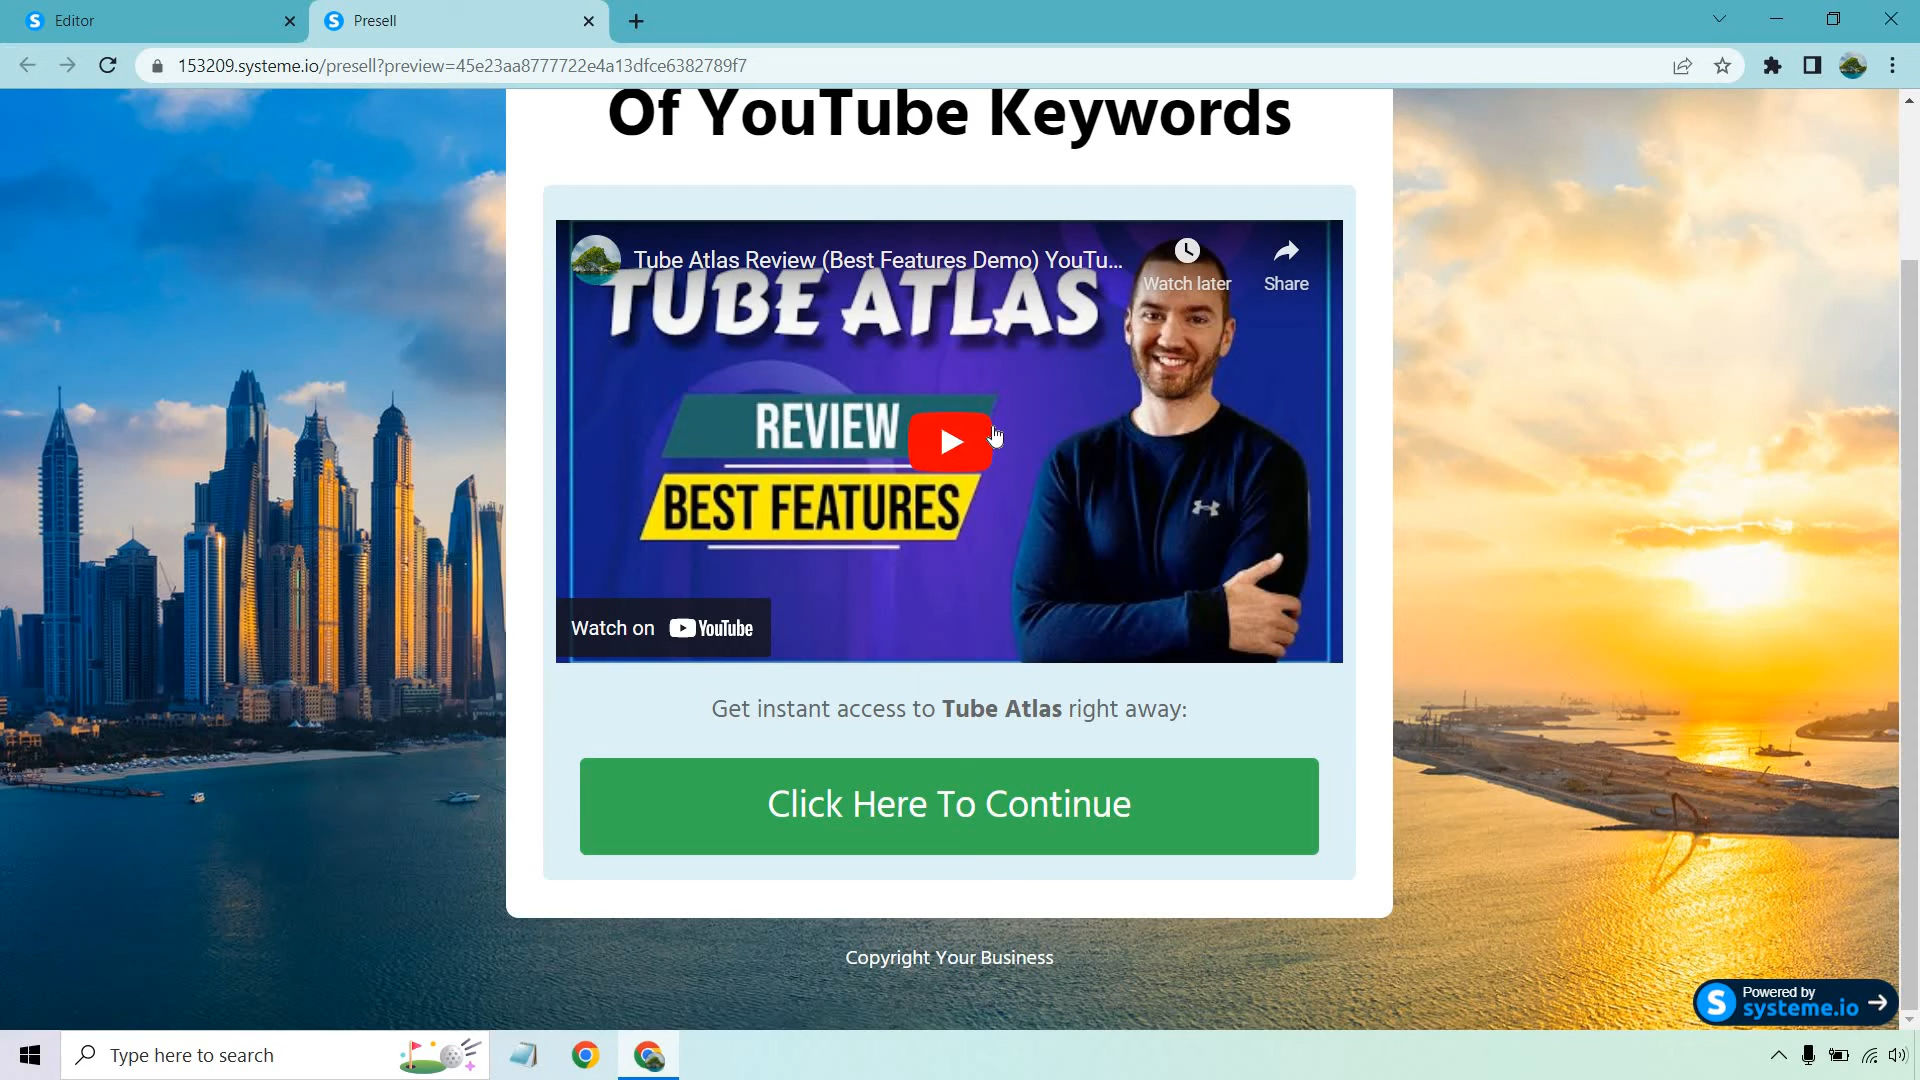 Editor
Presell
153209.systeme.io/presell?preview=45e23aa8777722e4a13dfce6382789f7
Of YouTube Keywords
Tube Atlas Review (Best Features Demo) YouTu...
Watch later
Share
TUBE ATLAS
REVIEW
BEST FEATURES
Watch on YouTube
Get instant access to Tube Atlas right away:
Click Here To Continue
Copyright Your Business
Powered by
systeme.io
Type here to search